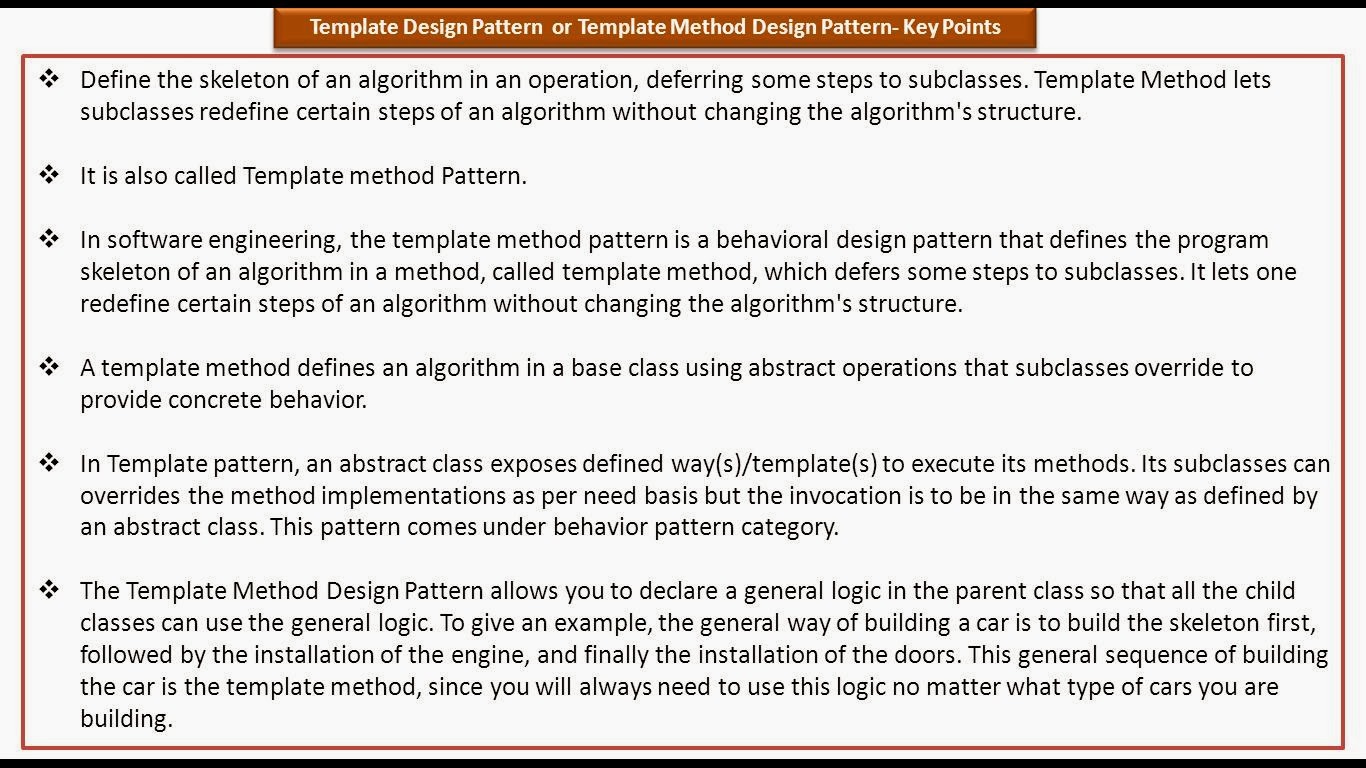 Template Design Pattern or Template Method Design Pattern- Key Points
❖ Define the skeleton of an algorithm in an operation, deferring some steps to subclasses. Template Method lets
subclasses redefine certain steps of an algorithm without changing the algorithm's structure.
❖ It is also called Template method Pattern.
❖ In software engineering, the template method pattern is a behavioral design pattern that defines the program
skeleton of an algorithm in a method, called template method, which defers some steps to subclasses. It lets one
redefine certain steps of an algorithm without changing the algorithm's structure.
❖ A template method defines an algorithm in a base class using abstract operations that subclasses override to
provide concrete behavior.
❖ In Template pattern, an abstract class exposes defined way(s)/template(s) to execute its methods. Its subclasses can
overrides the method implementations as per need basis but the invocation is to be in the same way as defined by
an abstract class. This pattern comes under behavior pattern category.
❖ The Template Method Design Pattern allows you to declare a general logic in the parent class so that all the child
classes can use the general logic. To give an example, the general way of building a car is to build the skeleton first,
followed by the installation of the engine, and finally the installation of the doors. This general sequence of building
the car is the template method, since you will always need to use this logic no matter what type of cars you are
building.